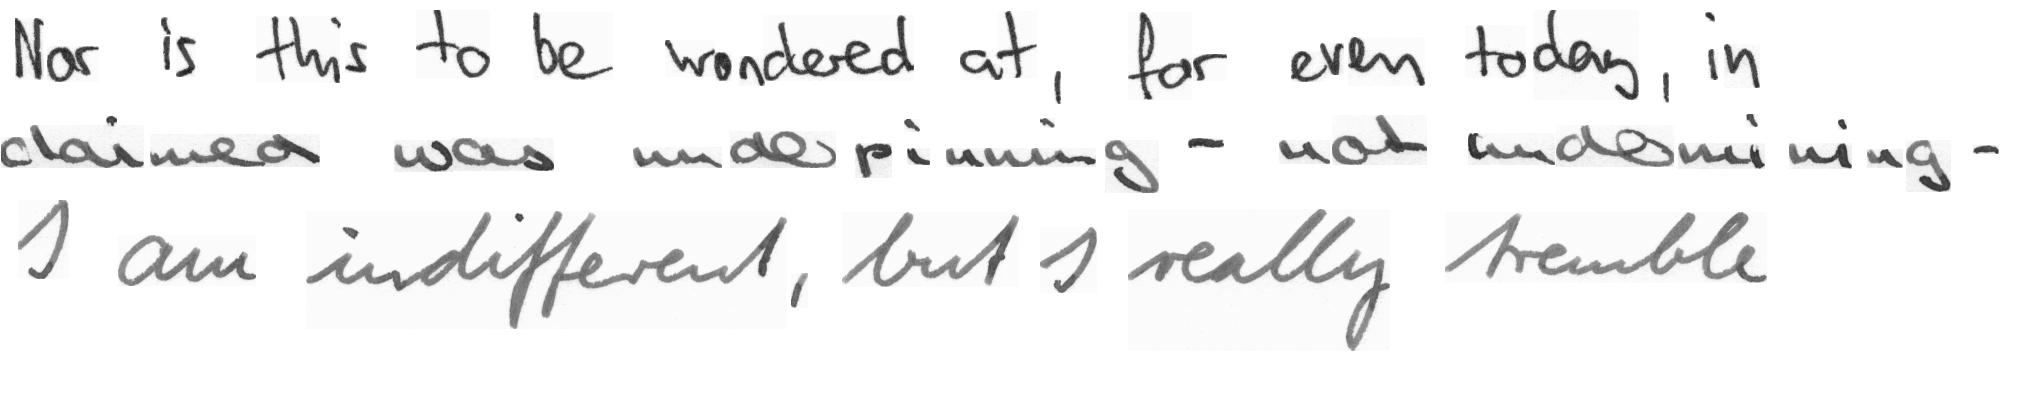 Nor is this to be wondered at, for even today, in
claimed was underpinning - not undermining -
I am indifferent, but I really tremble